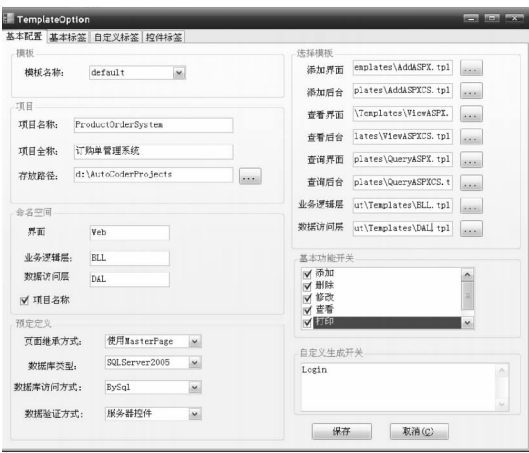 TemplateOption
基本配置 基本标签 自定义标签 控件标签
模板
模板名称: default
项目
项目名称: ProductOrderSystem
项目全称: 订购单管理系统
存放路径: d:\AutoCoderProjects ...
命名空间
界面 Web
业务逻辑层: BLL
数据访问层 DAL
项目名称
预定定义
页面继承方式: 使用MasterPage
数据库类型: SQLServer2005
数据库访问方式: BySql
数据验证方式: 服务器控件
选择模板
添加界面 emplates\AddASPX.tpl ...
添加后台 plates\AddASPXCS.tpl ...
查看界面 \Templates\ViewASPX. ...
查看后台 lates\ViewASPXCS.tpl ...
查询界面 plates\QueryASPX.tpl ...
查询后台 plates\QueryASPXCS.t ...
业务逻辑层 ut\Templates\BLL.tpl ...
数据访问层 ut\Templates\DAL.tpl ...
基本功能开关
添加
删除
修改
查看
打印
自定义生成开关
Login
保存 取消(C)